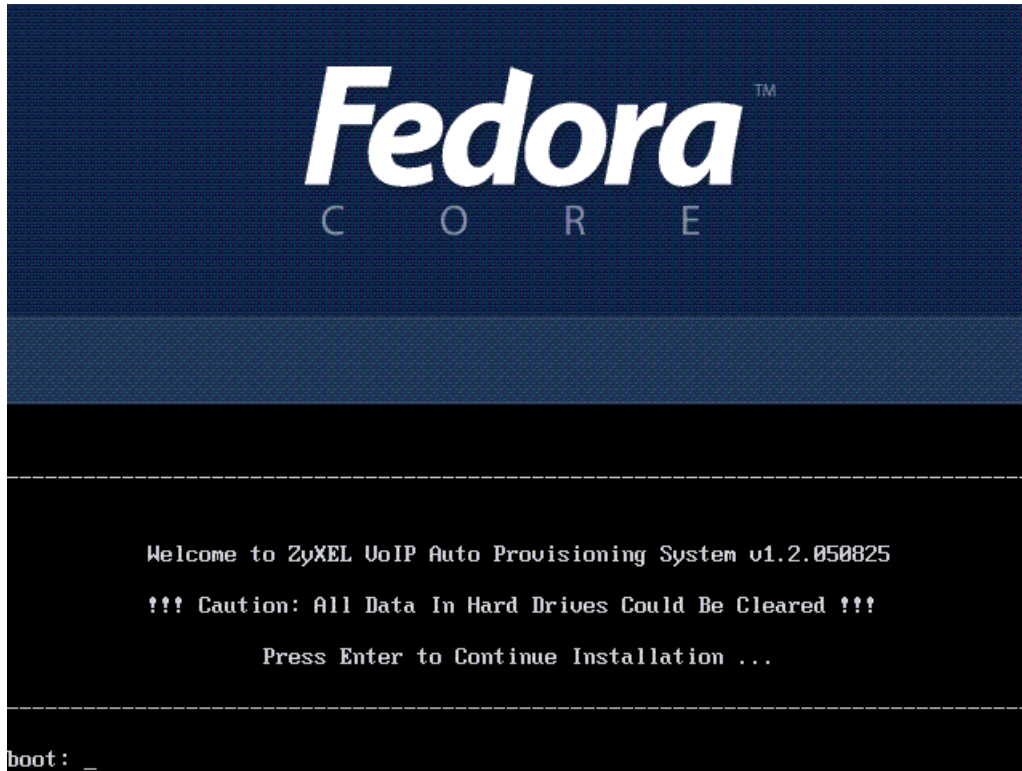 Fedora™
CORE
Welcome to ZyXEL VoIP Auto Provisioning System v1.2.050825
!!! Caution: All Data In Hard Drives Could Be Cleared !!!
Press Enter to Continue Installation ...
boot: _